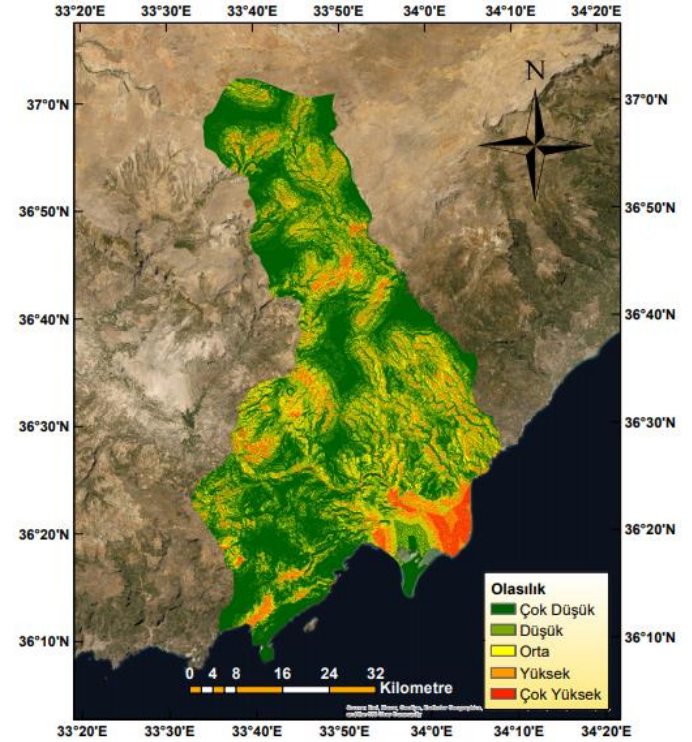 33°20'E 33°30'E 33°40'E 33°50'E 34°0'E 34°10'E 34°20'E
N
37°0'N 37°0'N
36°50'N 36°50'N
36°40'N 36°40'N
36°30'N 36°30'N
36°20'N 36°20'N
36°10'N 36°10'N
Olasılık
Çok Düşük
Düşük
Orta
Yüksek
Çok Yüksek
0 4 8 16 24 32
Kilometre
33°20'E 33°30'E 33°40'E 33°50'E 34°0'E 34°10'E 34°20'E